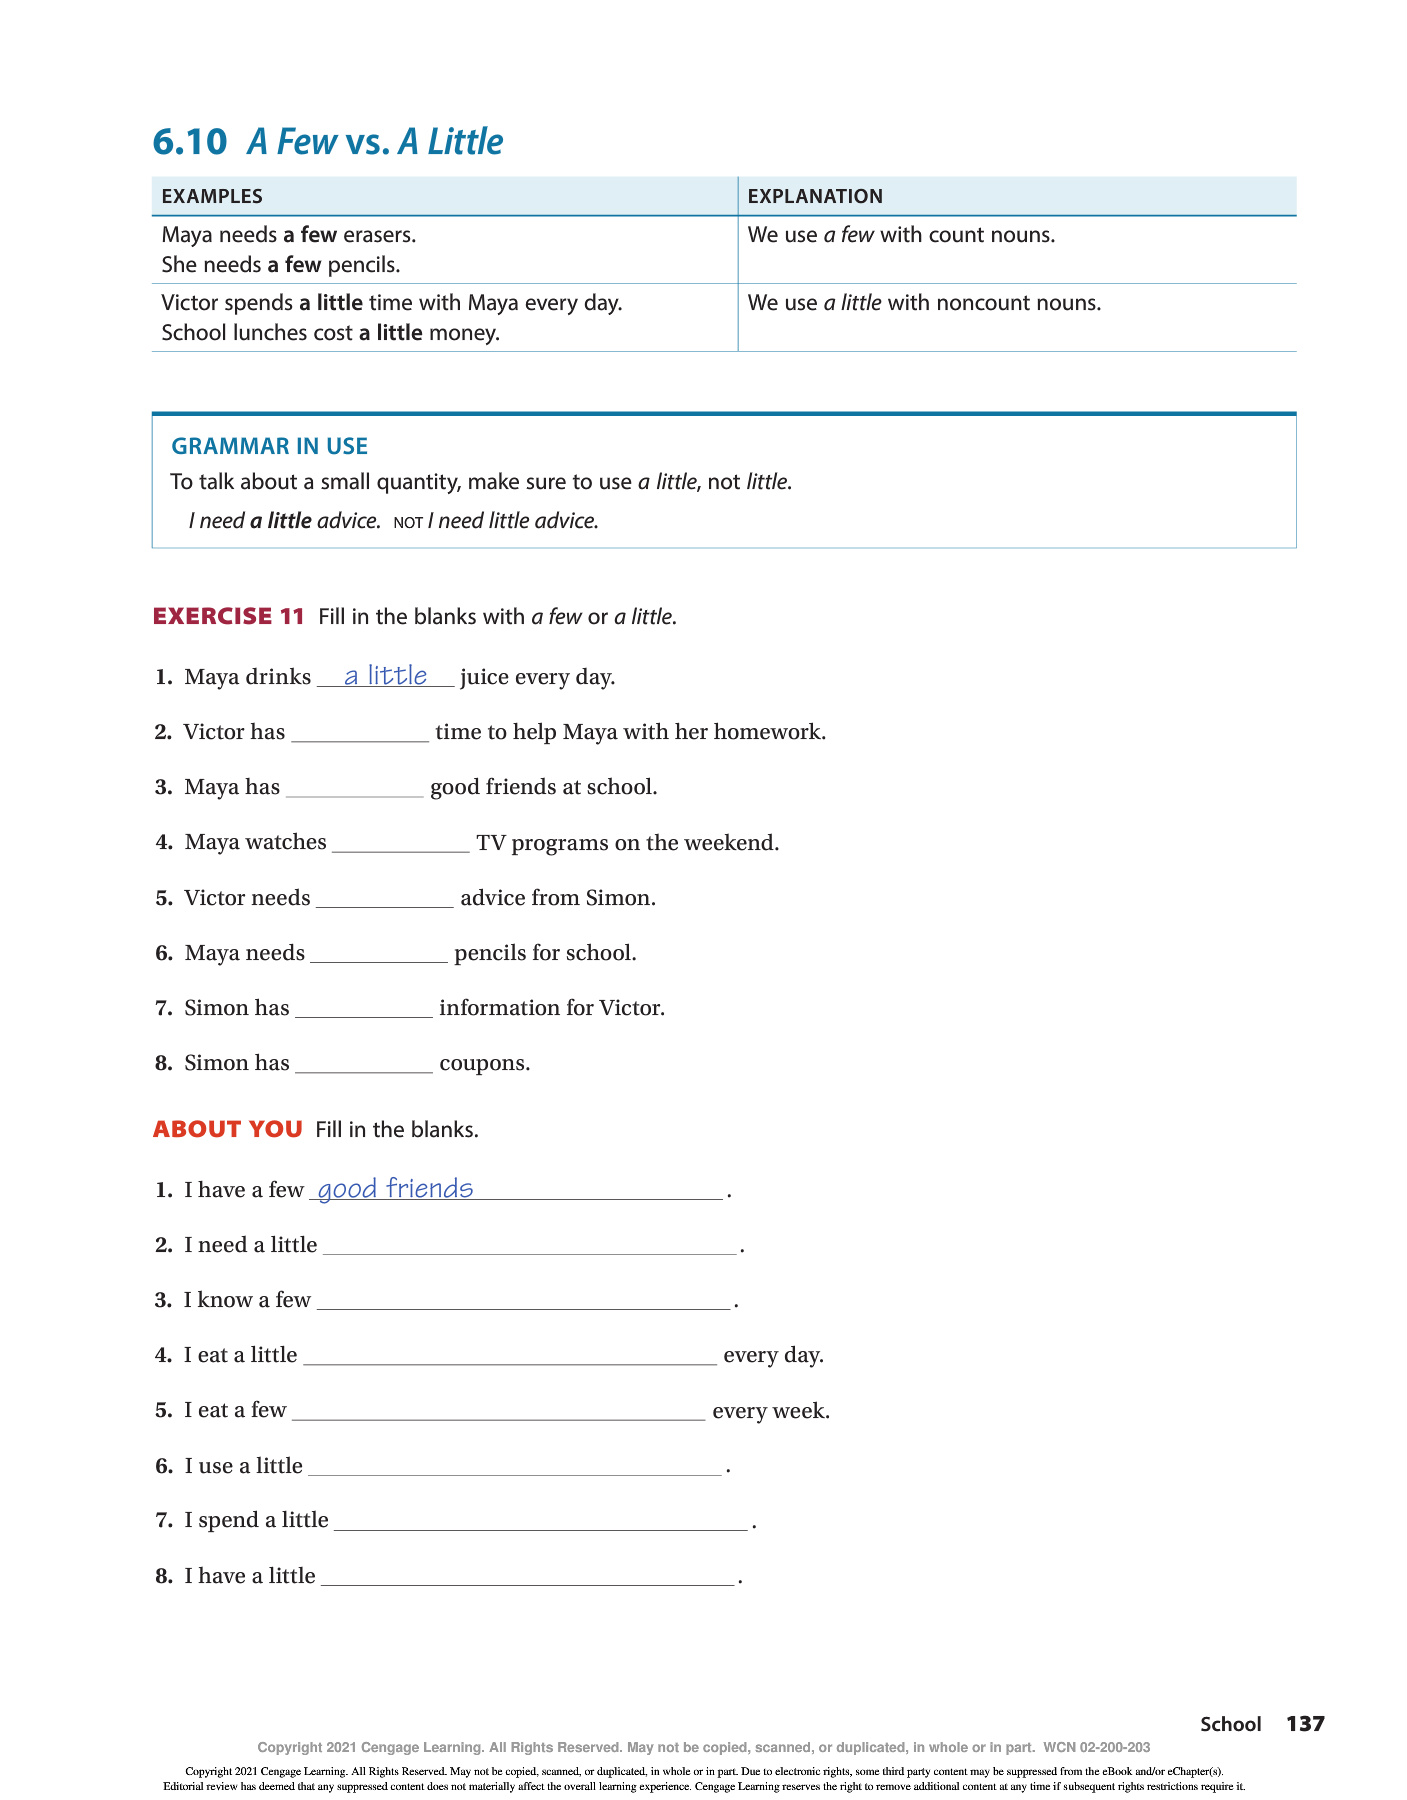 6.10 A Few vs. A Little
EXAMPLES EXPLANATION
Maya needs a few erasers. We use a few with count nouns.
She needs a few pencils.
Victor spends a little time with Maya every day. We use a little with noncount nouns.
School lunches cost a little money.
GRAMMAR IN USE
To talk about a small quantity, make sure to use a little, not little.
I need a little advice. NOT I need little advice.
EXERCISE 11 Fill in the blanks with a few or a little.
1. Maya drinks a little juice every day.
2. Victor has ____________ time to help Maya with her homework.
3. Maya has ____________ good friends at school.
4. Maya watches ____________ TV programs on the weekend.
5. Victor needs ____________ advice from Simon.
6. Maya needs ____________ pencils for school.
7. Simon has ____________ information for Victor.
8. Simon has ____________ coupons.
ABOUT YOU Fill in the blanks.
1. I have a few good friends .
2. I need a little ____________ .
3. I know a few ____________ .
4. I eat a little ____________ every day.
5. I eat a few ____________ every week.
6. I use a little ____________ .
7. I spend a little ____________ .
8. I have a little ____________ .
School 137
Copyright 2021 Cengage Learning. All Rights Reserved. May not be copied, scanned, or duplicated, in whole or in part. WCN 02-200-203
Copyright 2021 Cengage Learning. All Rights Reserved. May not be copied, scanned, or duplicated, in whole or in part. Due to electronic rights, some third party content may be suppressed from the eBook and/or eChapter(s).
Editorial review has deemed that any suppressed content does not materially affect the overall learning experience. Cengage Learning reserves the right to remove additional content at any time if subsequent rights restrictions require it.